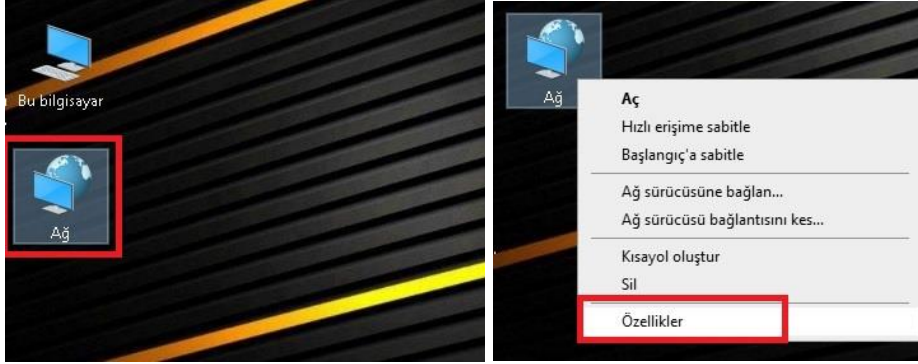 Bu bilgisayar
Ağ
Ağ
Aç
Hızlı erişime sabitle
Başlangıç'a sabitle
Ağ sürücüsüne bağlan...
Ağ sürücüsü bağlantısını kes...
Kısayol oluştur
Sil
Özellikler